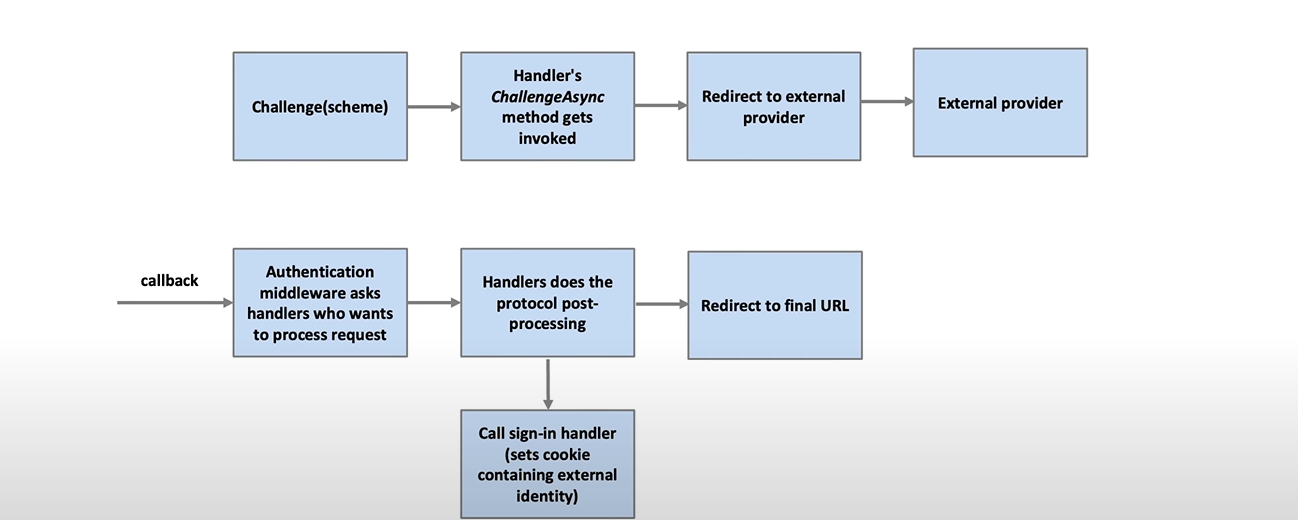 Challenge(scheme)
Handler's
ChallengeAsync
method gets
invoked
Redirect to external
provider
External provider
callback
Authentication
middleware asks
handlers who wants
to process request
Handlers does the
protocol post-
processing
Redirect to final URL
Call sign-in handler
(sets cookie
containing external
identity)